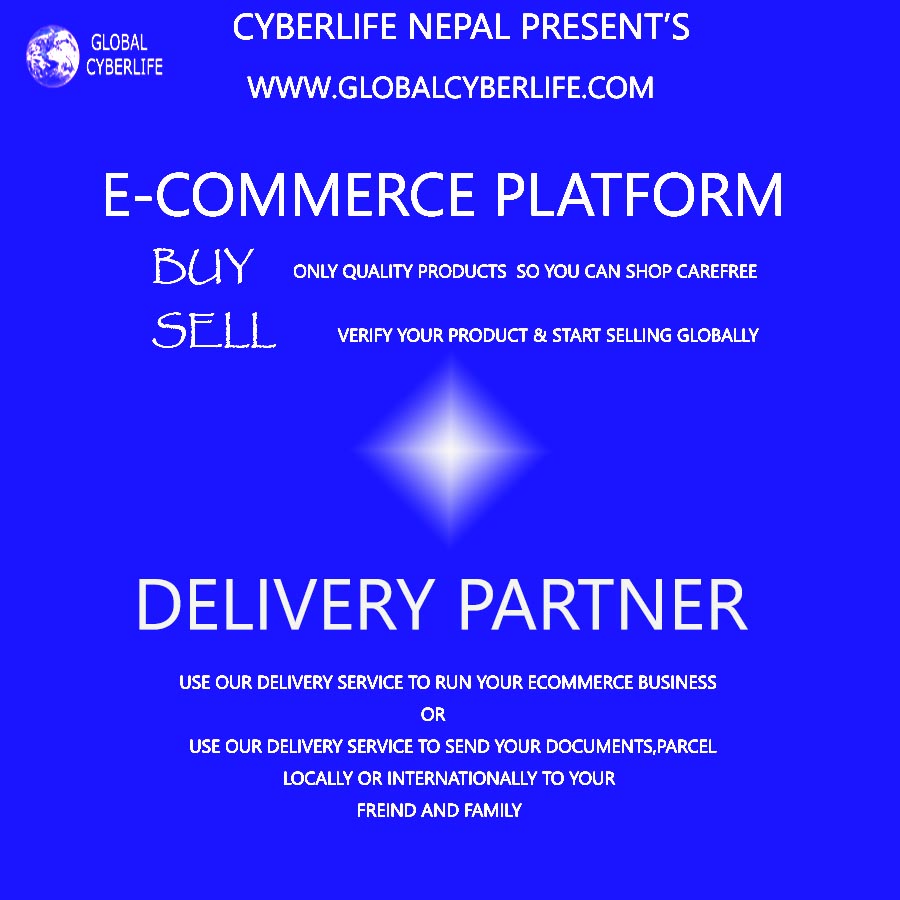 GLOBAL
CYBERLIFE
CYBERLIFE NEPAL PRESENT'S
WWW.GLOBALCYBERLIFE.COM
E-COMMERCE PLATFORM
BUY ONLY QUALITY PRODUCTS SO YOU CAN SHOP CAREFREE
SELL VERIFY YOUR PRODUCT & START SELLING GLOBALLY
DELIVERY PARTNER
USE OUR DELIVERY SERVICE TO RUN YOUR ECOMMERCE BUSINESS
OR
USE OUR DELIVERY SERVICE TO SEND YOUR DOCUMENTS,PARCEL
LOCALLY OR INTERNATIONALLY TO YOUR
FREIND AND FAMILY